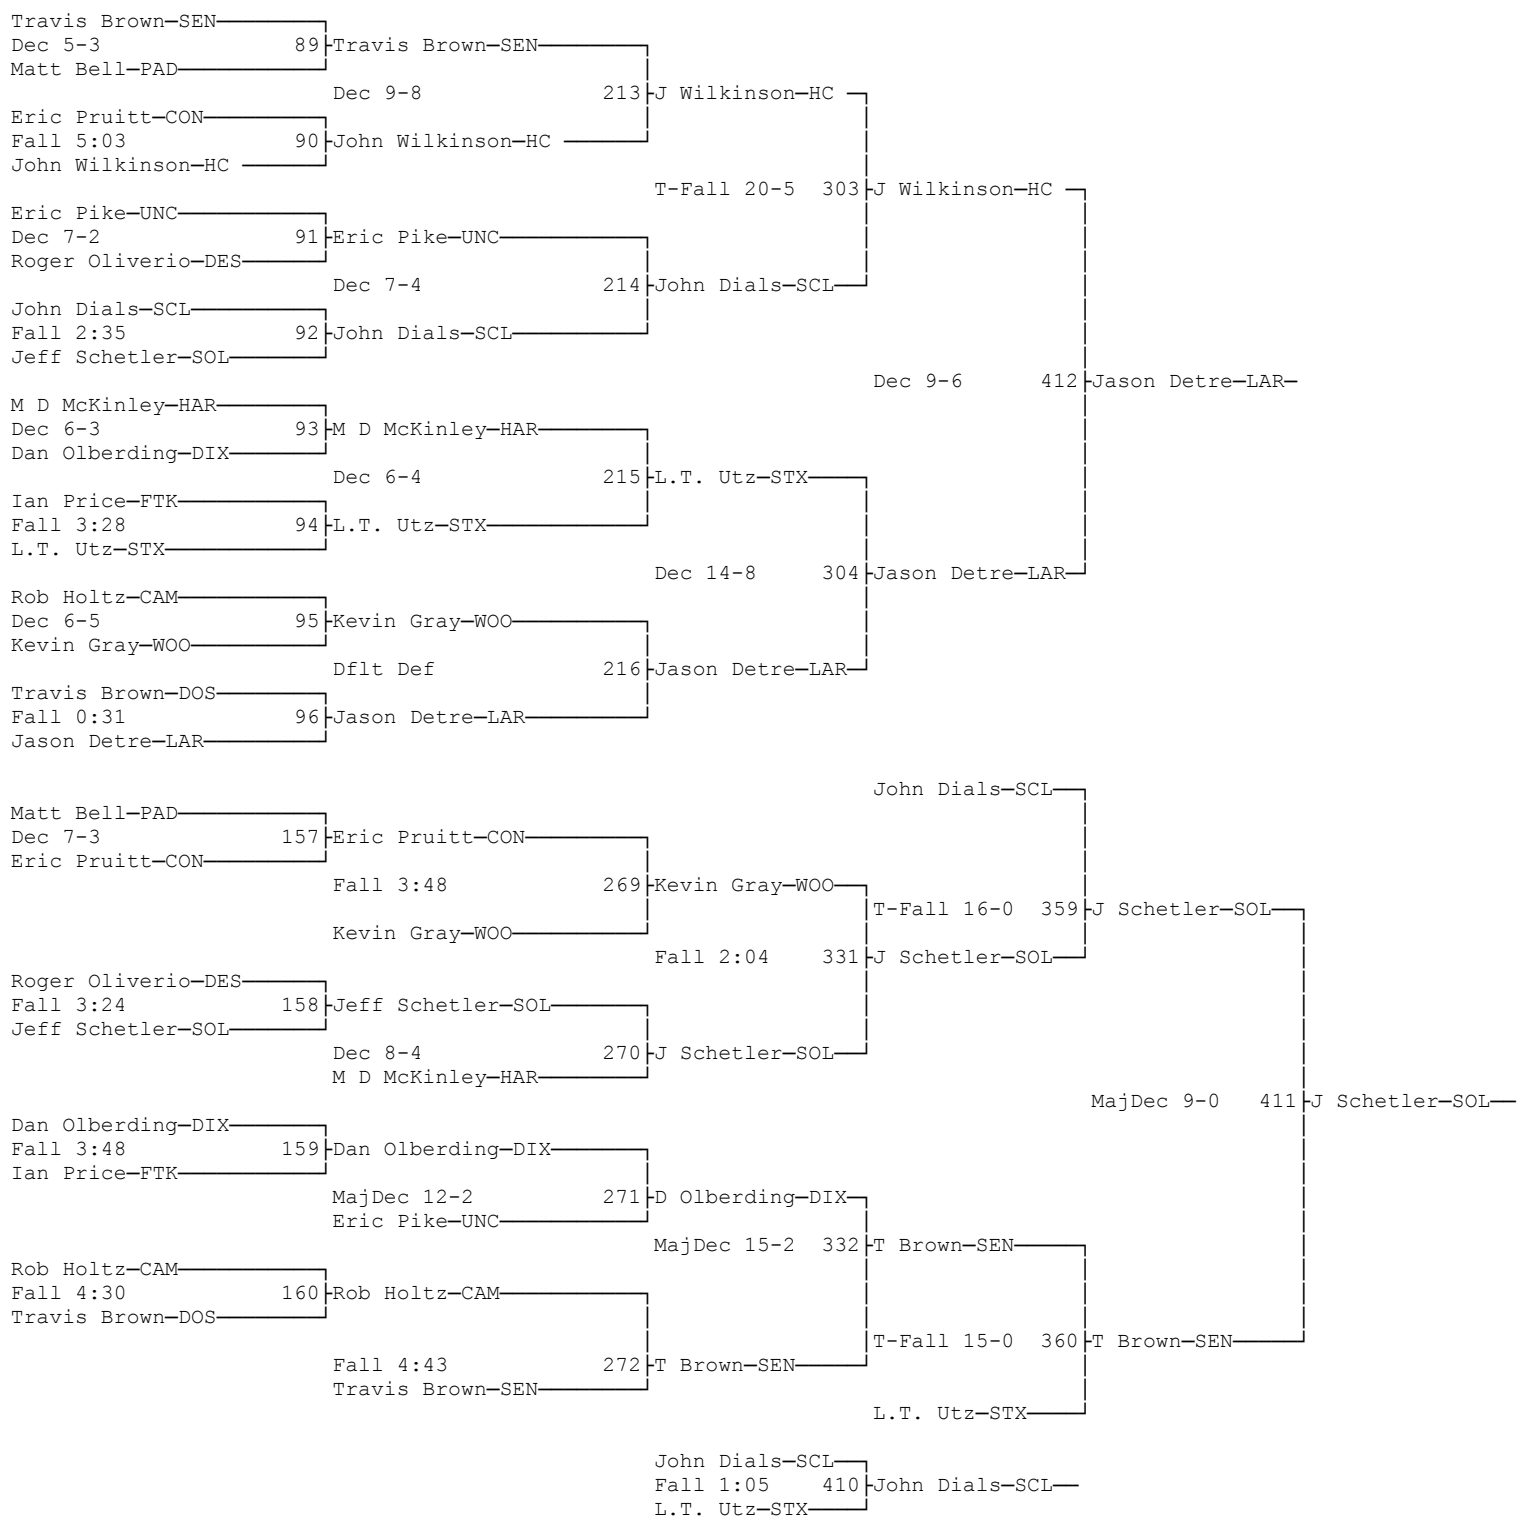 Travis Brown—SEN
Dec 5-3 89 Travis Brown—SEN
Matt Bell—PAD
Dec 9-8 213 J Wilkinson—HC
Eric Pruitt—CON
Fall 5:03 90 John Wilkinson—HC
John Wilkinson—HC
T-Fall 20-5 303 J Wilkinson—HC
Eric Pike—UNC
Dec 7-2 91 Eric Pike—UNC
Roger Oliverio—DES
Dec 7-4 214 John Dials—SCL
John Dials—SCL
Fall 2:35 92 John Dials—SCL
Jeff Schetler—SOL
Dec 9-6 412 Jason Detre—LAR
M D McKinley—HAR
Dec 6-3 93 M D McKinley—HAR
Dan Olberding—DIX
Dec 6-4 215 L.T. Utz—STX
Ian Price—FTK
Fall 3:28 94 L.T. Utz—STX
L.T. Utz—STX
Dec 14-8 304 Jason Detre—LAR
Rob Holtz—CAM
Dec 6-5 95 Kevin Gray—WOO
Kevin Gray—WOO
Dflt Def 216 Jason Detre—LAR
Travis Brown—DOS
Fall 0:31 96 Jason Detre—LAR
Jason Detre—LAR
John Dials—SCL
Matt Bell—PAD
Dec 7-3 157 Eric Pruitt—CON
Eric Pruitt—CON
Fall 3:48 269 Kevin Gray—WOO
T-Fall 16-0 359 J Schetler—SOL
Kevin Gray—WOO
Fall 2:04 331 J Schetler—SOL
Roger Oliverio—DES
Fall 3:24 158 Jeff Schetler—SOL
Jeff Schetler—SOL
Dec 8-4 270 J Schetler—SOL
M D McKinley—HAR
MajDec 9-0 411 J Schetler—SOL
Dan Olberding—DIX
Fall 3:48 159 Dan Olberding—DIX
Ian Price—FTK
MajDec 12-2 271 D Olberding—DIX
Eric Pike—UNC
MajDec 15-2 332 T Brown—SEN
Rob Holtz—CAM
Fall 4:30 160 Rob Holtz—CAM
Travis Brown—DOS
T-Fall 15-0 360 T Brown—SEN
Fall 4:43 272 T Brown—SEN
Travis Brown—SEN
L.T. Utz—STX
John Dials—SCL
Fall 1:05 410 John Dials—SCL
L.T. Utz—STX